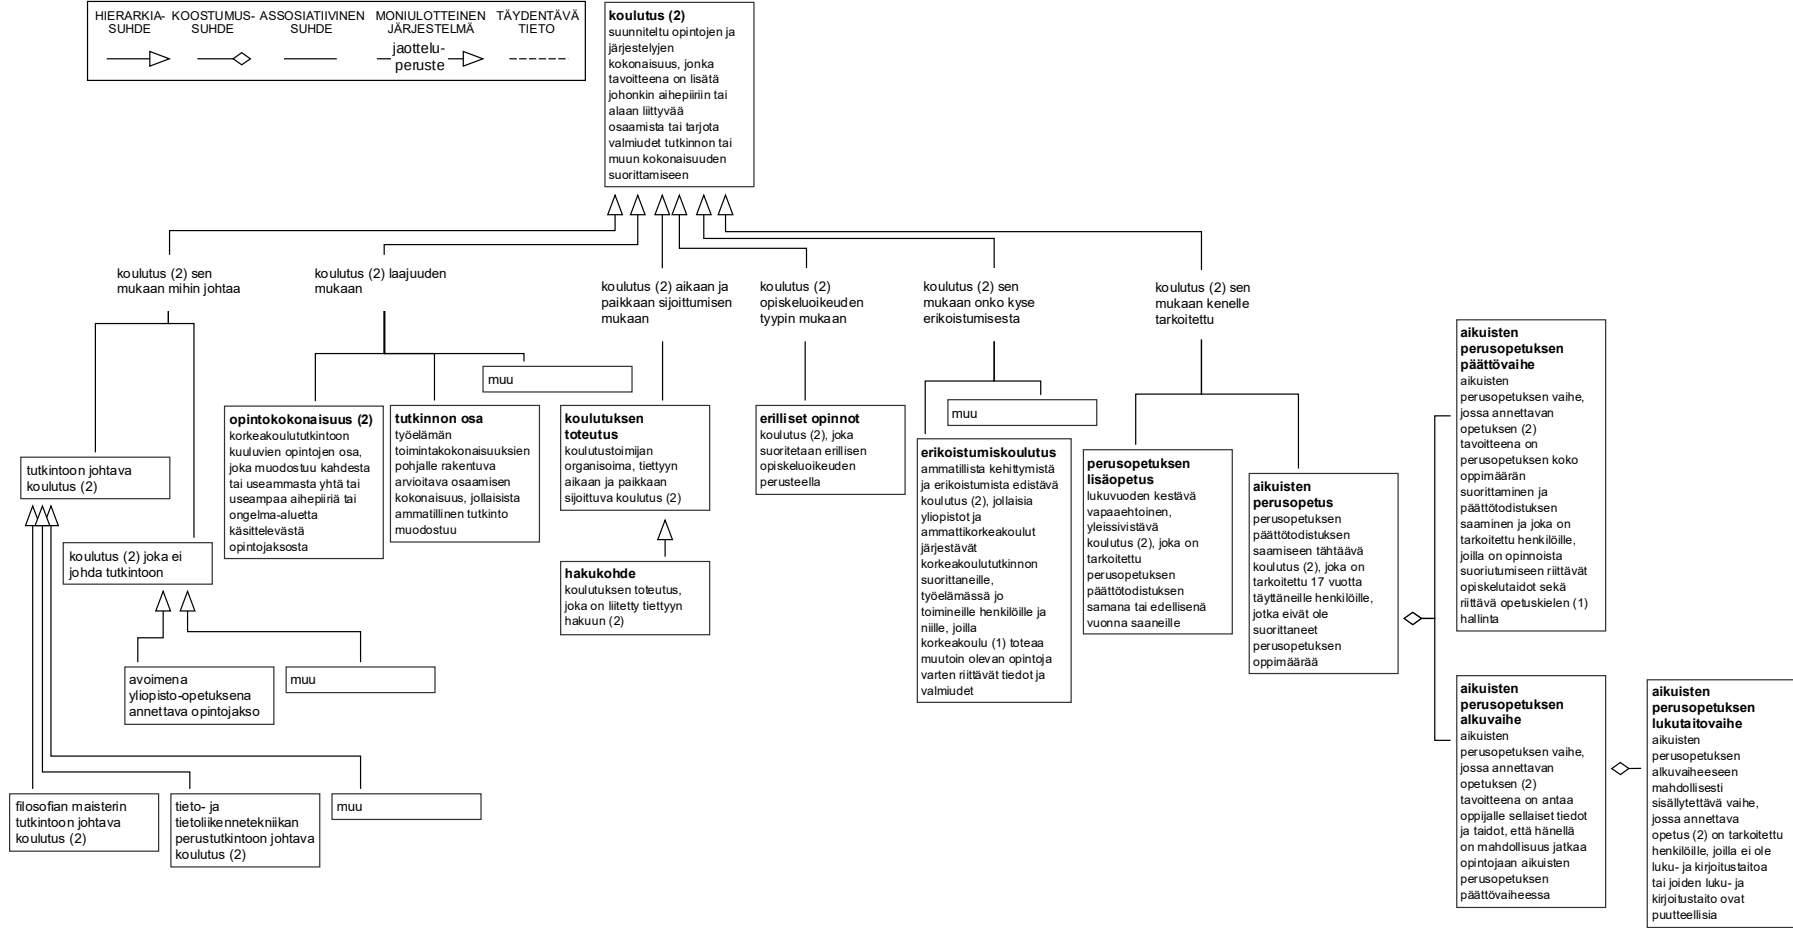 HIERARKIA-
SUHDE
KOOSTUMUS-
SUHDE
ASSOSIATIIVINEN
SUHDE
MONIULOTTEINEN
JÄRJESTELMÄ
jaottelu-
peruste
TÄYDENTÄVÄ
TIETO
koulutus (2)
suunniteltu opintojen ja
järjestelyjen
kokonaisuus, jonka
tavoitteena on lisätä
johonkin aihepiiriin tai
alaan liittyvää
osaamista tai tarjota
valmiudet tutkinnon tai
muun kokonaisuuden
suorittamiseen
koulutus (2) sen
mukaan mihin johtaa
koulutus (2) laajuuden
mukaan
koulutus (2) aikaan ja
paikkaan sijoittumisen
mukaan
koulutus (2)
opiskeluoikeuden
tyypin mukaan
koulutus (2) sen
mukaan onko kyse
erikoistumisesta
koulutus (2) sen
mukaan kenelle
tarkoitettu
tutkintoon johtava
koulutus (2)
koulutus (2) joka ei
johda tutkintoon
avoimena
yliopisto-opetuksena
annettava opintojakso
muu
filosofian maisterin
tutkintoon johtava
koulutus (2)
tieto- ja
tietoliikennetekniikan
perustutkintoon johtava
koulutus (2)
muu
opintokokonaisuus (2)
korkeakoulututkintoon
kuuluvien opintojen osa,
joka muodostuu kahdesta
tai useammasta yhtä tai
useampaa aihepiiriä tai
ongelma-aluetta
käsittelevästä
opintojaksosta
tutkinnon osa
työelämän
toimintakokonaisuuksien
pohjalle rakentuva
arvioitava osaamisen
kokonaisuus, jollaisista
ammatillinen tutkinto
muodostuu
muu
koulutuksen
toteutus
koulutustoimijan
organisoima, tiettyyn
aikaan ja paikkaan
sijoittuva koulutus (2)
hakukohde
koulutuksen toteutus,
joka on liitetty tiettyyn
hakuun (2)
erilliset opinnot
koulutus (2), joka
suoritetaan erillisen
opiskeluoikeuden
perusteella
muu
erikoistumiskoulutus
ammatillista kehittymistä
ja erikoistumista edistävä
koulutus (2), jollaisia
yliopistot ja
ammattikorkeakoulut
järjestävät
korkeakoulututkinnon
suorittaneille,
työelämässä jo
toimineille henkilöille ja
niille, joilla
korkeakoulu (1) toteaa
muutoin olevan opintoja
varten riittävät tiedot ja
valmiudet
perusopetuksen
lisäopetus
lukuvuoden kestävä
vapaaehtoinen,
yleissivistävä
koulutus (2), joka on
tarkoitettu
perusopetuksen
päättötodistuksen
samana tai edellisenä
vuonna saaneille
aikuisten
perusopetus
perusopetuksen
päättötodistuksen
saamiseen tähtäävä
koulutus (2), joka on
tarkoitettu 17 vuotta
täyttäneille henkilöille,
jotka eivät ole
suorittaneet
perusopetuksen
oppimäärää
aikuisten
perusopetuksen
päättövaihe
aikuisten
perusopetuksen vaihe,
jossa annettavan
opetuksen (2)
tavoitteena on
perusopetuksen koko
oppimäärän
suorittaminen ja
päättötodistuksen
saaminen ja joka on
tarkoitettu henkilöille,
joilla on opinnoista
suoriutumiseen riittävät
opiskelutaidot sekä
riittävä opetuskielen (1)
hallinta
aikuisten
perusopetuksen
alkuvaihe
aikuisten
perusopetuksen vaihe,
jossa annettavan
opetuksen (2)
tavoitteena on antaa
oppijalle sellaiset tiedot
ja taidot, että hänellä
on mahdollisuus jatkaa
opintojaan aikuisten
perusopetuksen
päättövaiheessa
aikuisten
perusopetuksen
lukutaitovaihe
aikuisten
perusopetuksen
alkuvaiheeseen
mahdollisesti
sisällytettävä vaihe,
jossa annettava
opetus (2) on tarkoitettu
henkilöille, joilla ei ole
luku- ja kirjoitustaitoa
tai joiden luku- ja
kirjoitustaito ovat
puutteellisia